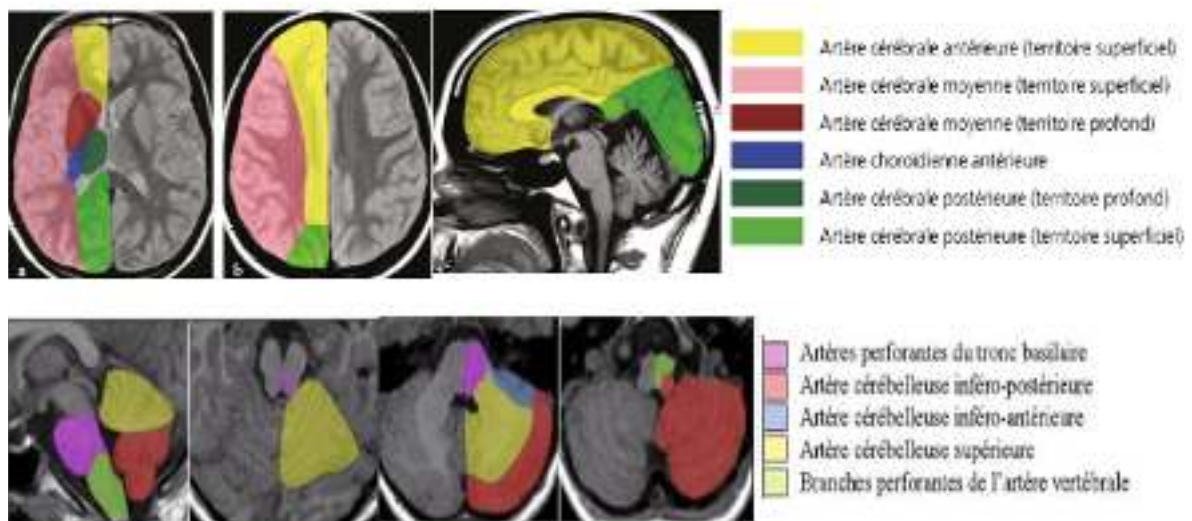 Artère cérébrale antérieure (territoire superficiel)
Artère cérébrale moyenne (territoire superficiel)
Artère cérébrale moyenne (territoire profond)
Artère choroïdienne antérieure
Artère cérébrale postérieure (territoire profond)
Artère cérébrale postérieure (territoire superficiel)
a
b
Artères perforantes du tronc basilaire
Artère cérébelleuse inféro-postérieure
Artère cérébelleuse inféro-antérieure
Artère cérébelleuse supérieure
Branches perforantes de l'artère vertébrale